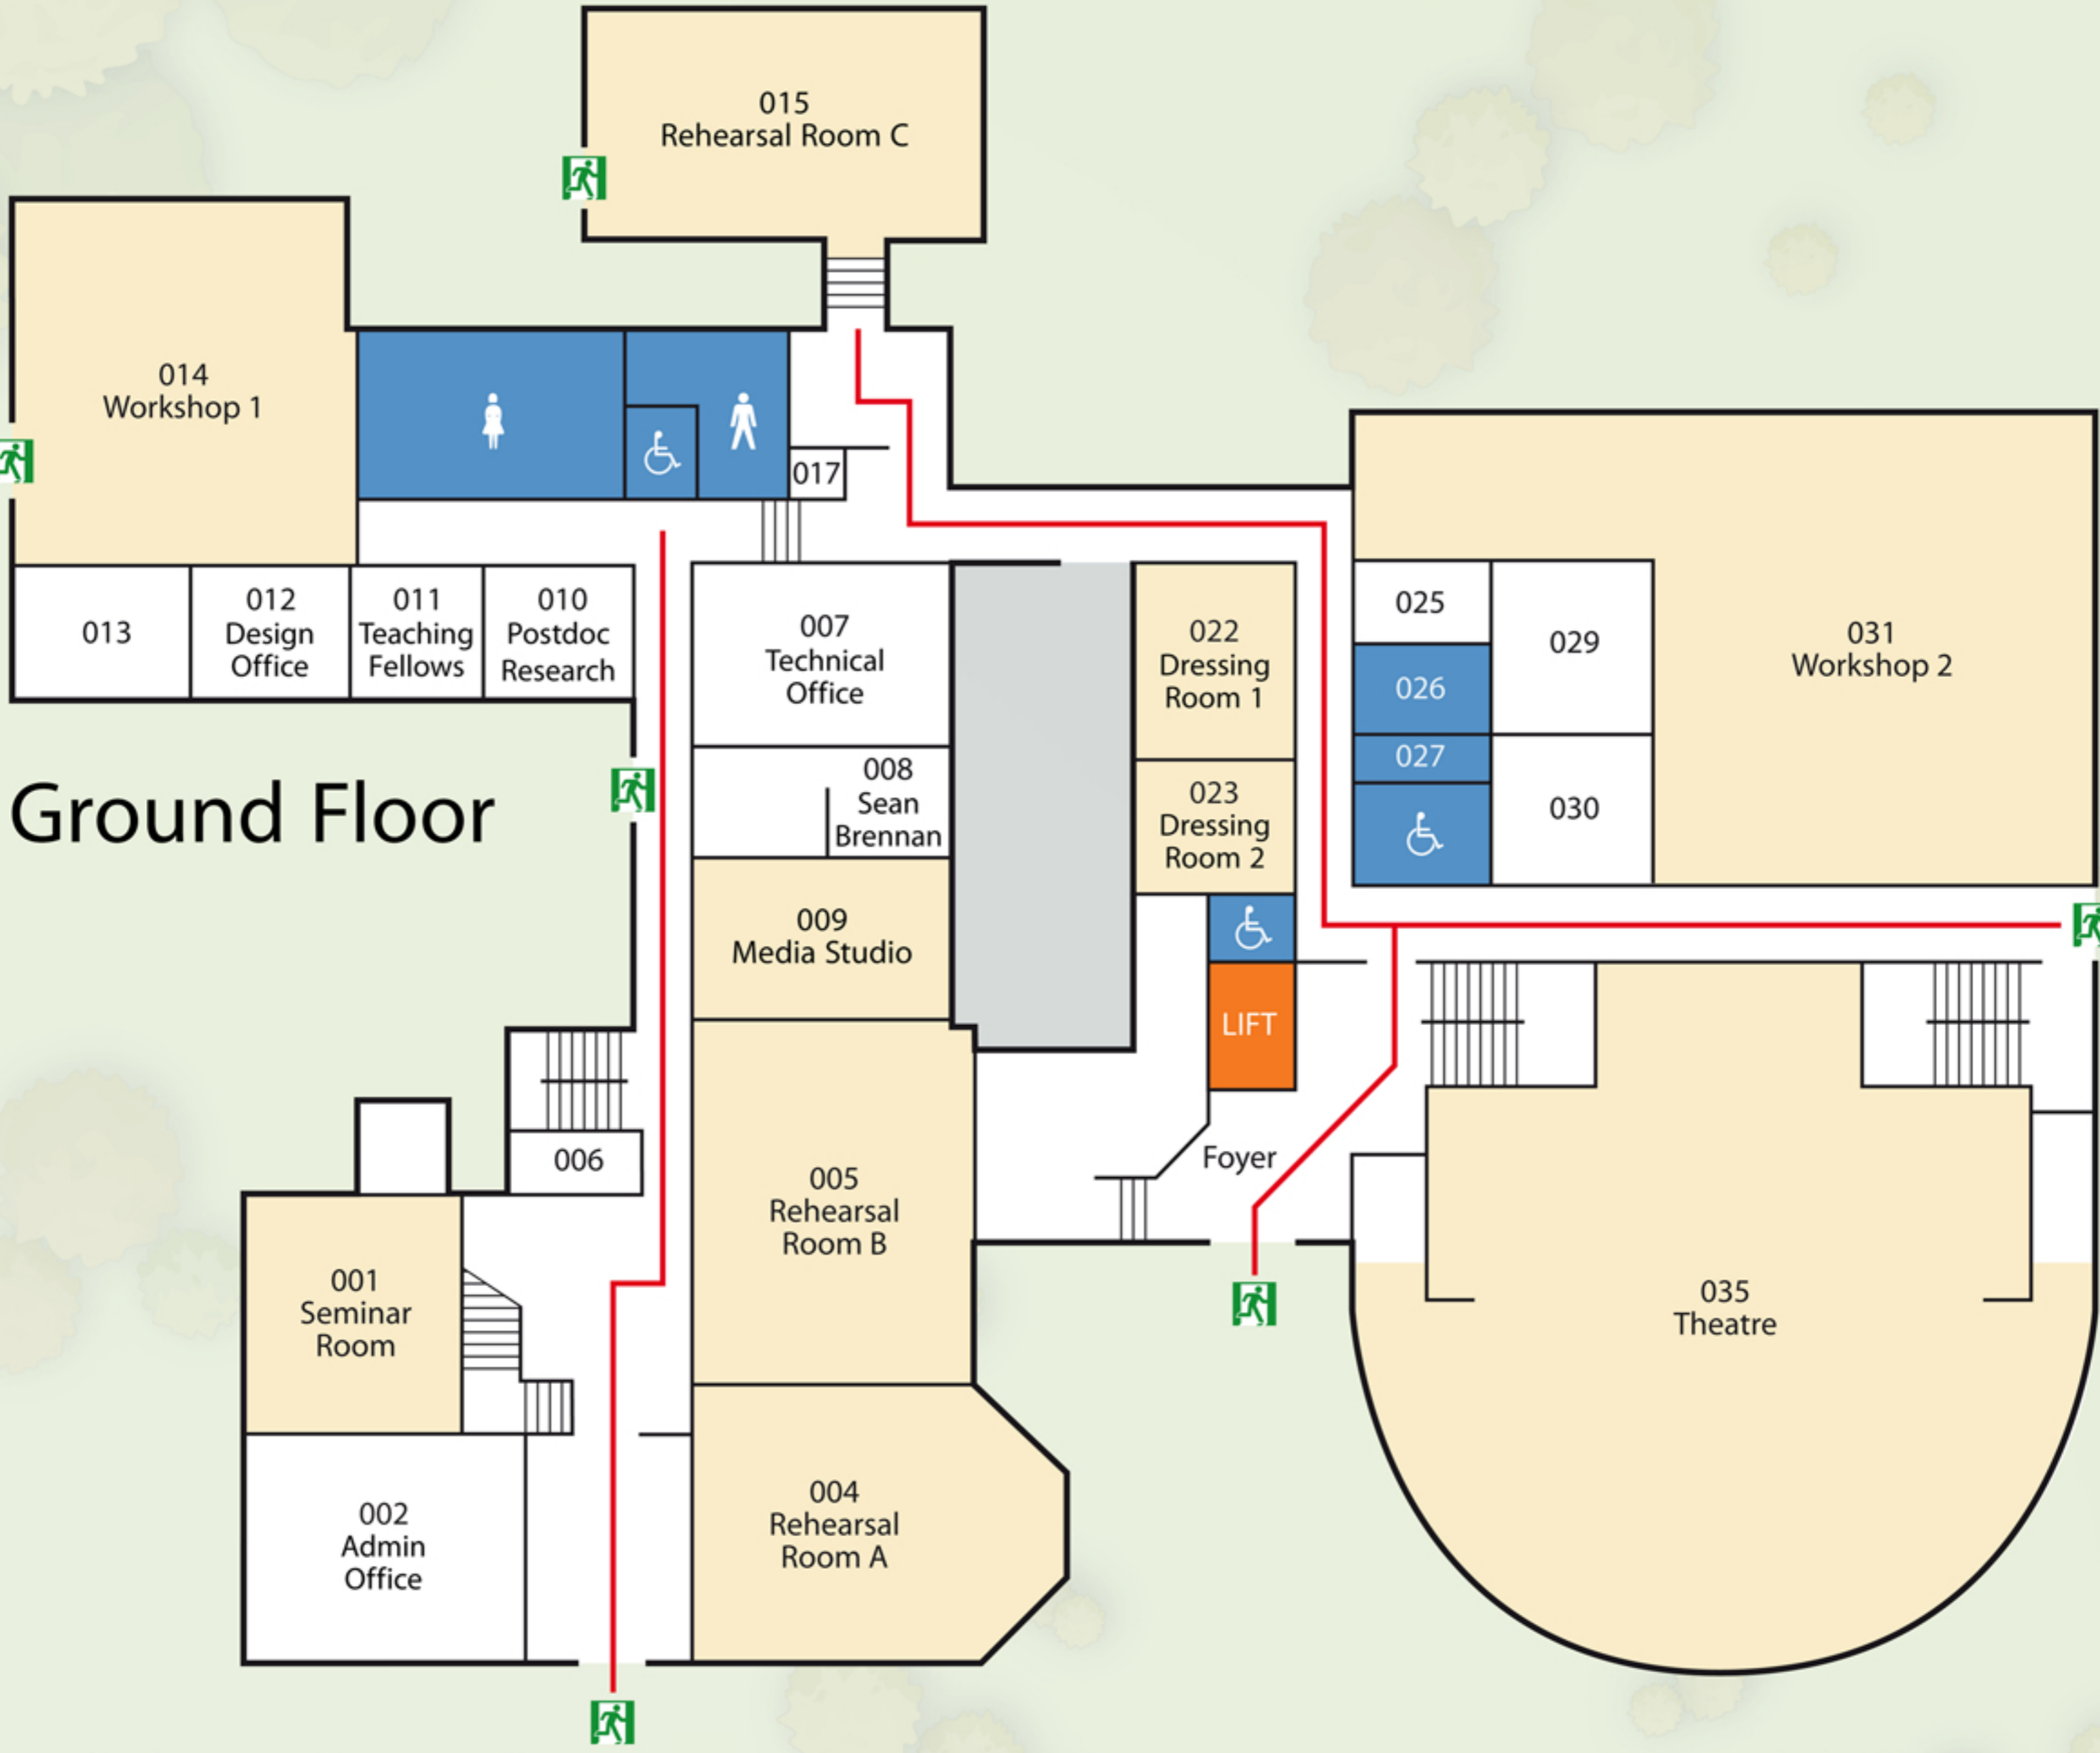 015
Rehearsal Room C
014
Workshop 1
017
013
012
Design
Office
011
Teaching
Fellows
010
Postdoc
Research
007
Technical
Office
008
Sean
Brennan
009
Media Studio
022
Dressing
Room 1
023
Dressing
Room 2
LIFT
025
026
027
029
030
031
Workshop 2
Ground Floor
006
005
Rehearsal
Room B
Foyer
001
Seminar
Room
035
Theatre
002
Admin
Office
004
Rehearsal
Room A